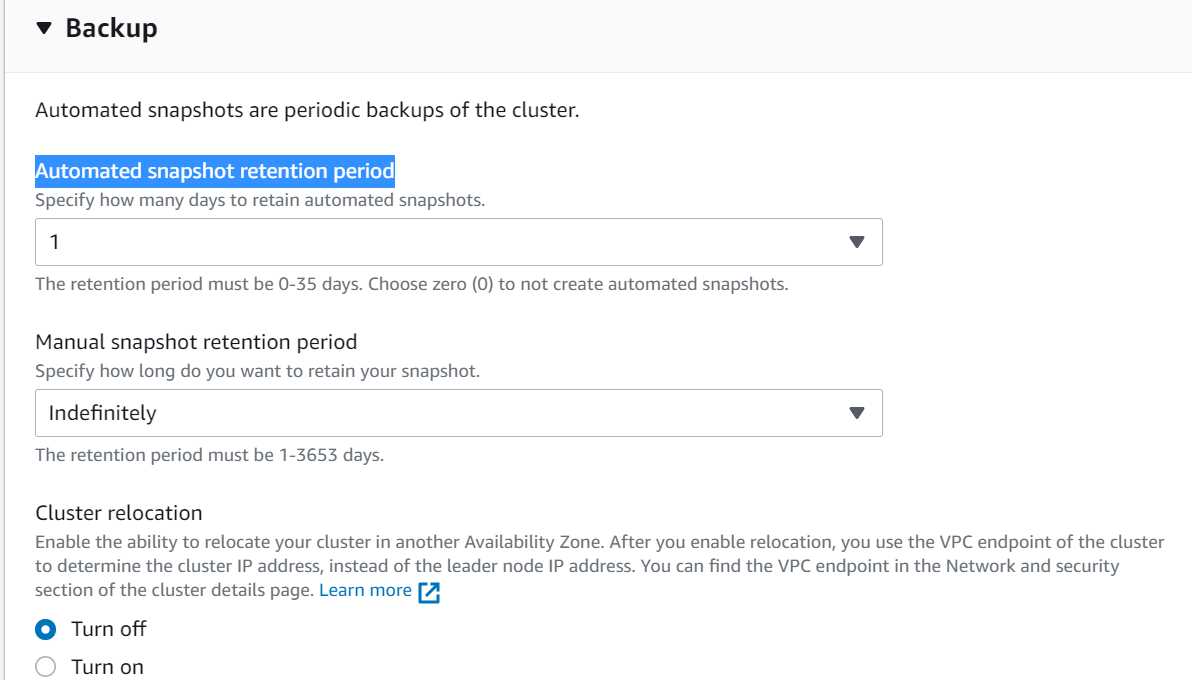 Backup
Automated snapshots are periodic backups of the cluster.
Automated snapshot retention period
Specify how many days to retain automated snapshots.
1
The retention period must be 0-35 days. Choose zero (0) to not create automated snapshots.
Manual snapshot retention period
Specify how long do you want to retain your snapshot.
Indefinitely
The retention period must be 1-3653 days.
Cluster relocation
Enable the ability to relocate your cluster in another Availability Zone. After you enable relocation, you use the VPC endpoint of the cluster
to determine the cluster IP address, instead of the leader node IP address. You can find the VPC endpoint in the Network and security
section of the cluster details page. Learn more
Turn off
Turn on